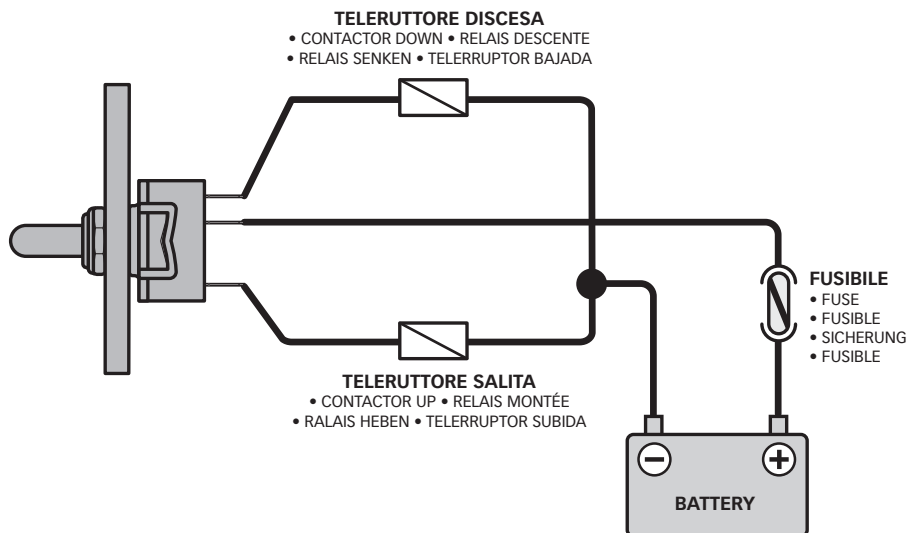 TELERUTTORE DISCESA
• CONTACTOR DOWN • RELAIS DESCENTE
• RELAIS SENKEN • TELERRUPTOR BAJADA
FUSIBILE
• FUSE
• FUSIBLE
• SICHERUNG
• FUSIBLE
TELERUTTORE SALITA
• CONTACTOR UP • RELAIS MONTÉE
• RALAIS HEBEN • TELERRUPTOR SUBIDA
− +
BATTERY